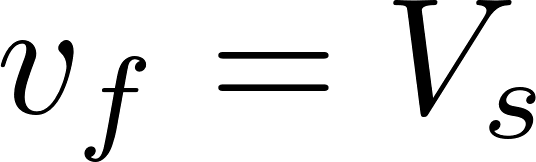 v_f = V_s